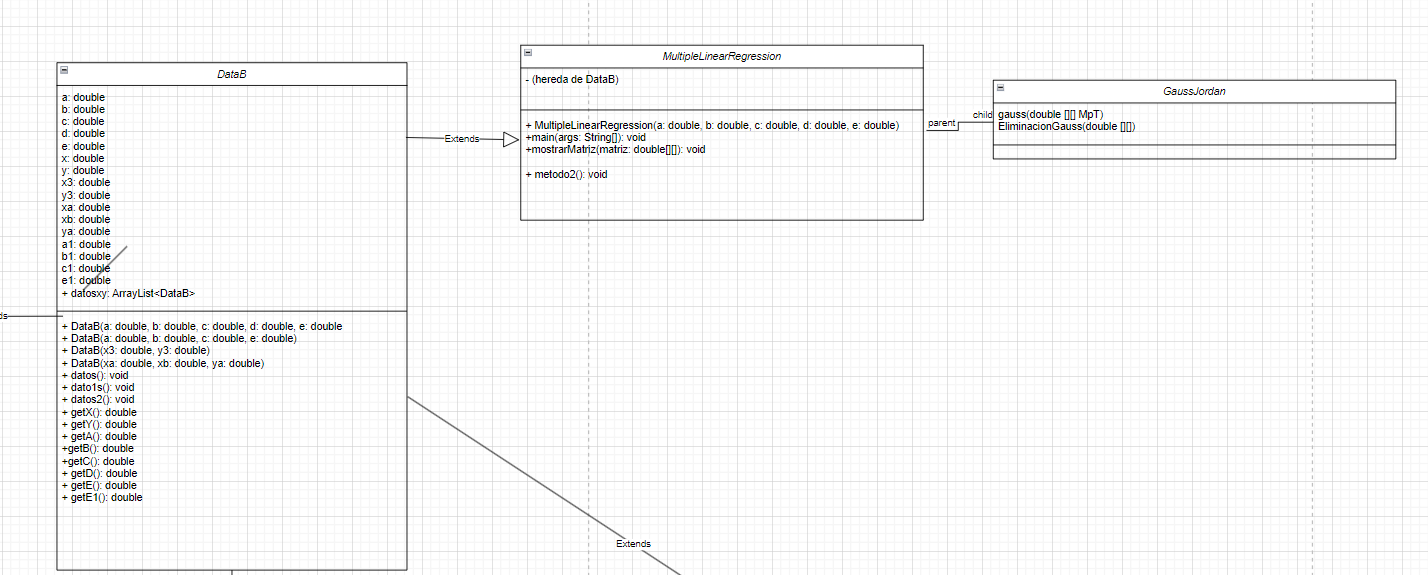 DataB
a: double
b: double
c: double
d: double
e: double
x: double
y: double
x3: double
y3: double
xa: double
xb: double
ya: double
a1: double
b1: double
c1: double
e1: double
+ datosxy: ArrayList<DataB>
+ DataB(a: double, b: double, c: double, d: double, e: double
+ DataB(a: double, b: double, c: double, e: double)
+ DataB(x3: double, y3: double)
+ DataB(xa: double, xb: double, ya: double)
+ datos(): void
+ dato1s(): void
+ datos2(): void
+ getX(): double
+ getY(): double
+ getA(): double
+getB(): double
+getC(): double
+ getD(): double
+ getE(): double
+ getE1(): double
ds
Extends
MultipleLinearRegression
- (hereda de DataB)
+ MultipleLinearRegression(a: double, b: double, c: double, d: double, e: double)
+main(args: String[]): void
+mostrarMatriz(matriz: double[][]): void
+ metodo2(): void
parent
child
GaussJordan
gauss(double [][] MpT)
EliminacionGauss(double [][])
Extends